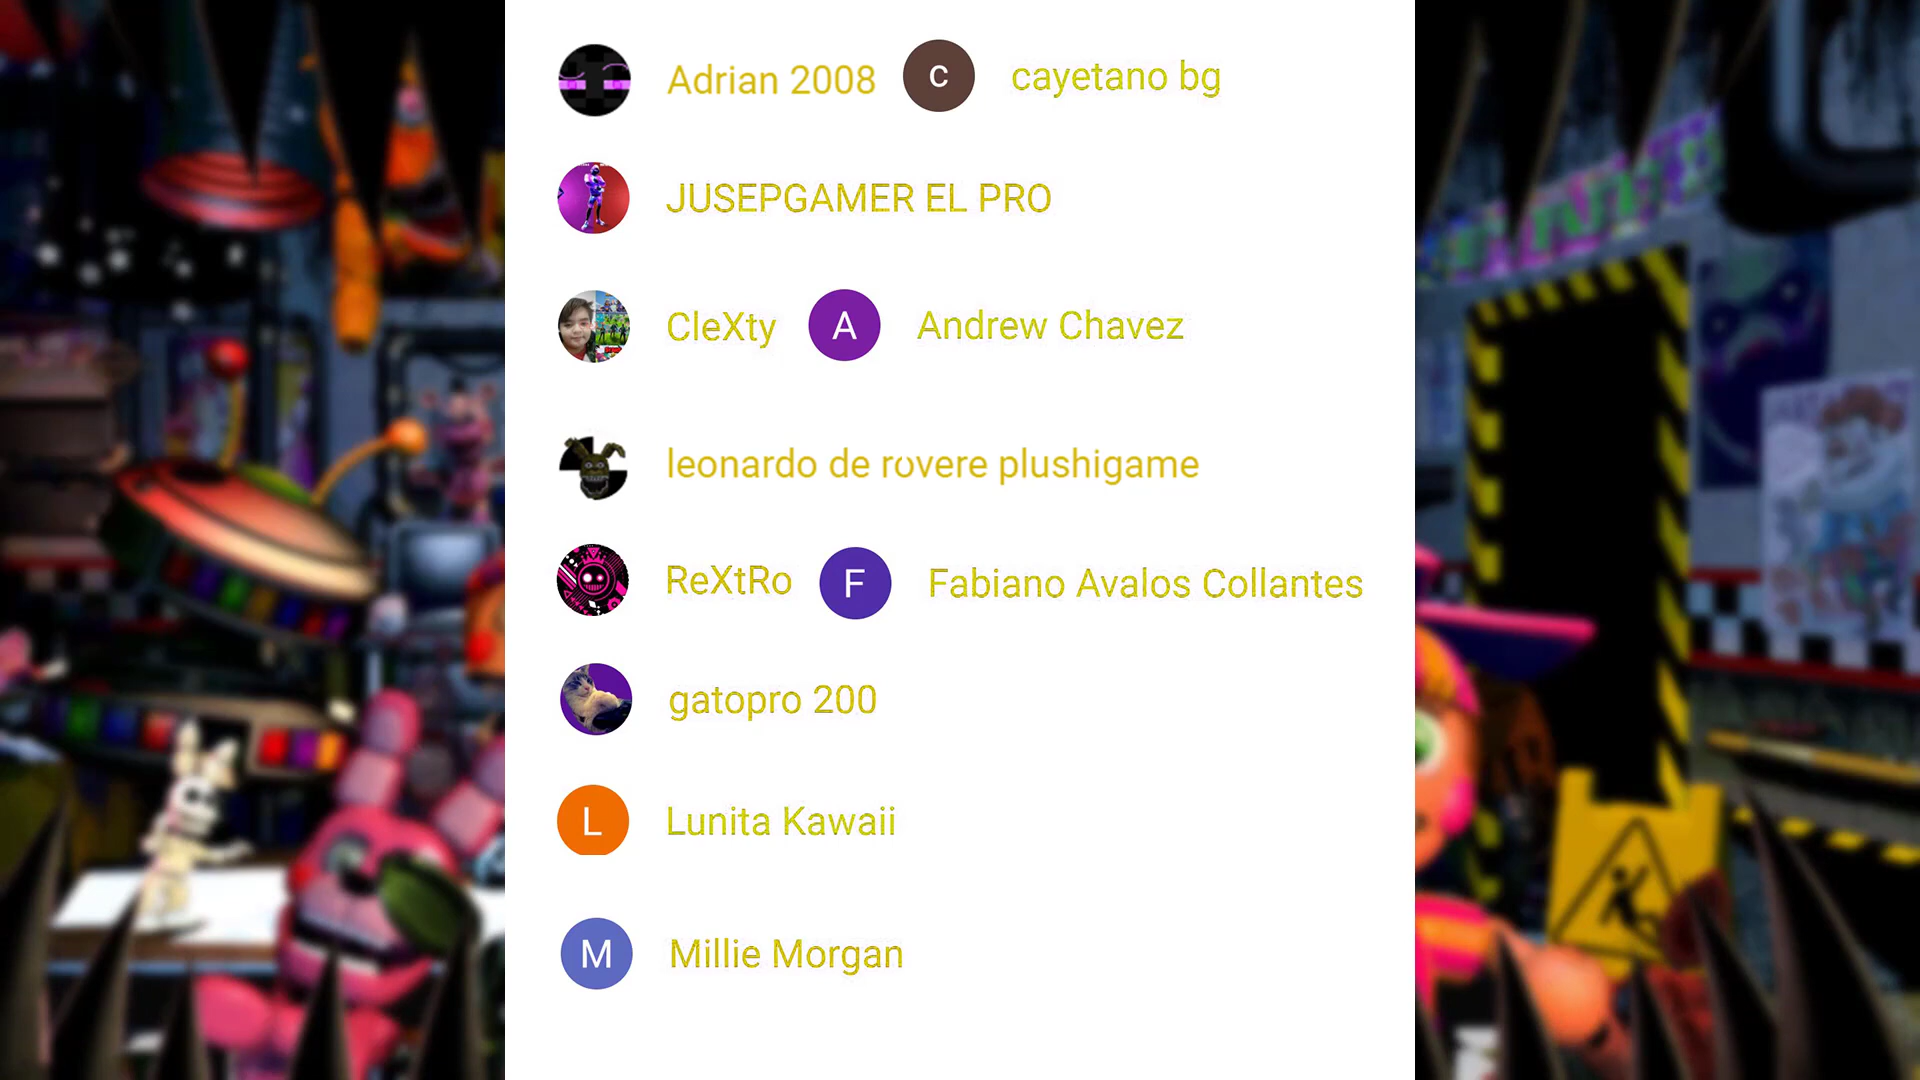 Adrian 2008 C cayetano bg
JUSEPGAMER EL PRO
CleXty A Andrew Chavez
leonardo de rovere plushigame
ReXtRo F Fabiano Avalos Collantes
gatopro 200
L Lunita Kawaii
M Millie Morgan